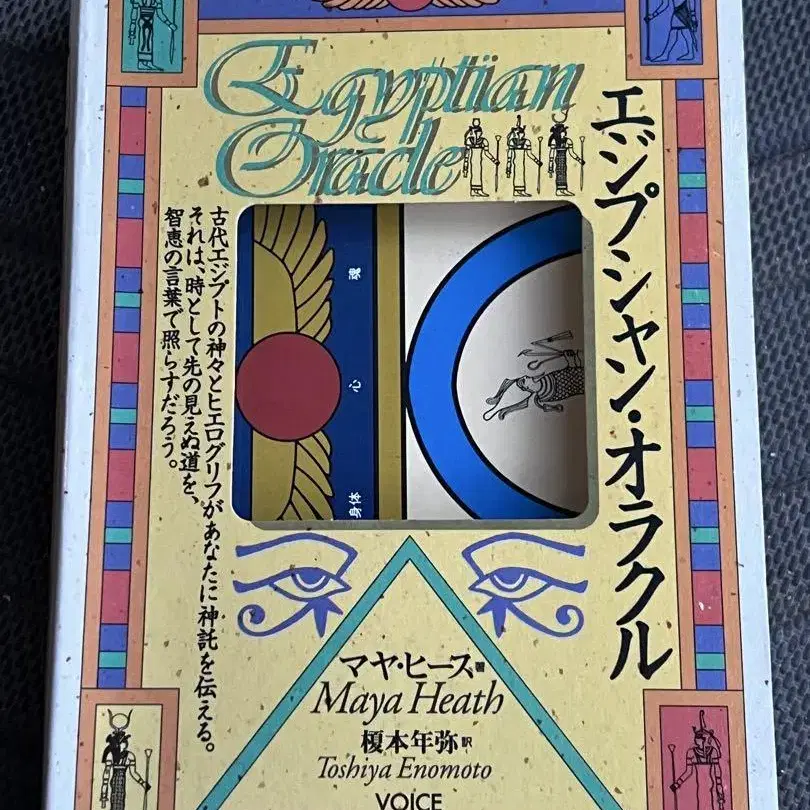 Egyptian
Oracle
エジプシャン・オラクル
古代エジプトの神々とヒエログリフがあなたに神託を伝える。
それは、時として先の見えぬ道を、
智恵の言葉で照らすだろう。
魂
心
身体
マヤ・ヒース著
Maya Heath
榎本年弥訳
Toshiya Enomoto
VOICE